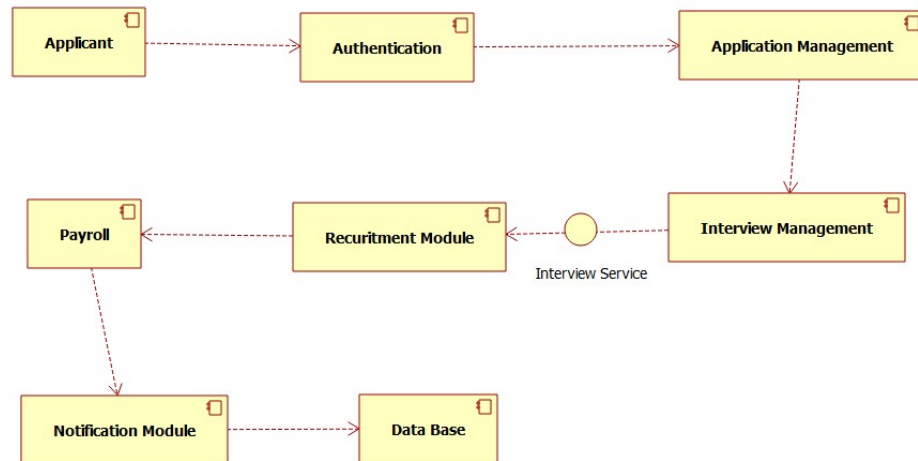 Applicant
Authentication
Application Management
Payroll
Recuritment Module
Interview Service
Interview Management
Notification Module
Data Base